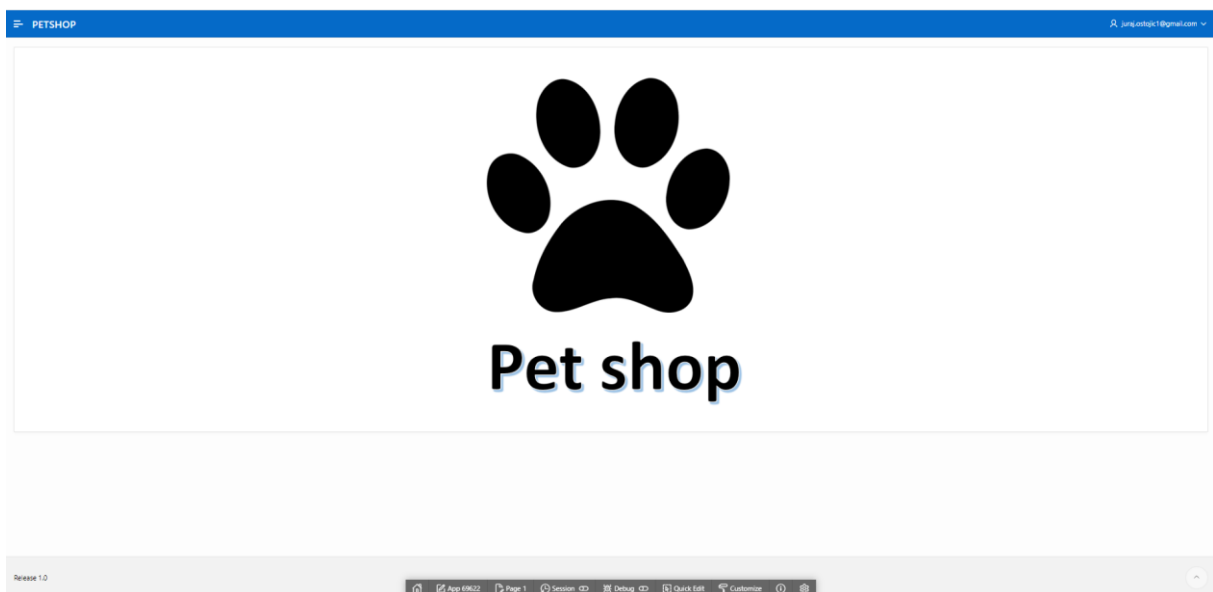 PETSHOP
juraj.ostojic1@gmail.com
Pet shop
Release 1.0
App 69622 Page 1 Session Debug Quick Edit Customize